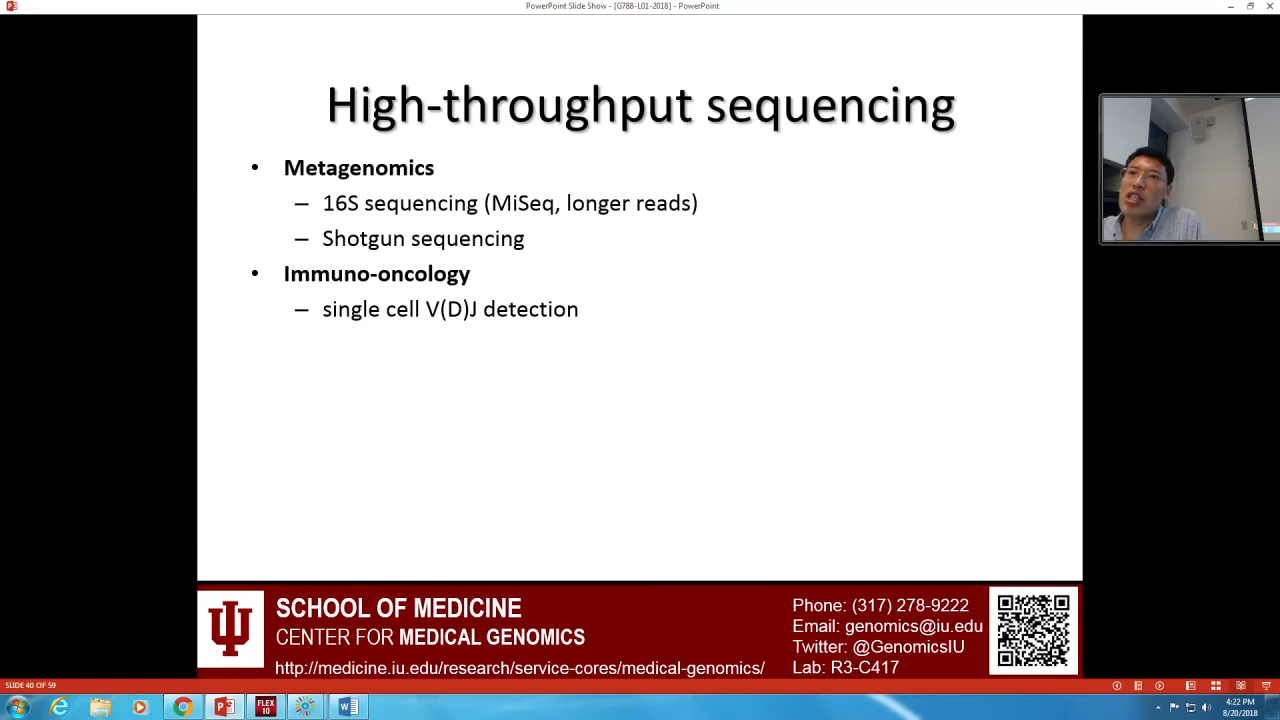 PowerPoint Slide Show - [G788-L01-2018] - PowerPoint
High-throughput sequencing
• Metagenomics
– 16S sequencing (MiSeq, longer reads)
– Shotgun sequencing
• Immuno-oncology
– single cell V(D)J detection
SCHOOL OF MEDICINE
CENTER FOR MEDICAL GENOMICS
http://medicine.iu.edu/research/service-cores/medical-genomics/
Phone: (317) 278-9222
Email: genomics@iu.edu
Twitter: @GenomicsIU
Lab: R3-C417
SLIDE 40 OF 59
FLEX
10
4:22 PM
8/20/2018